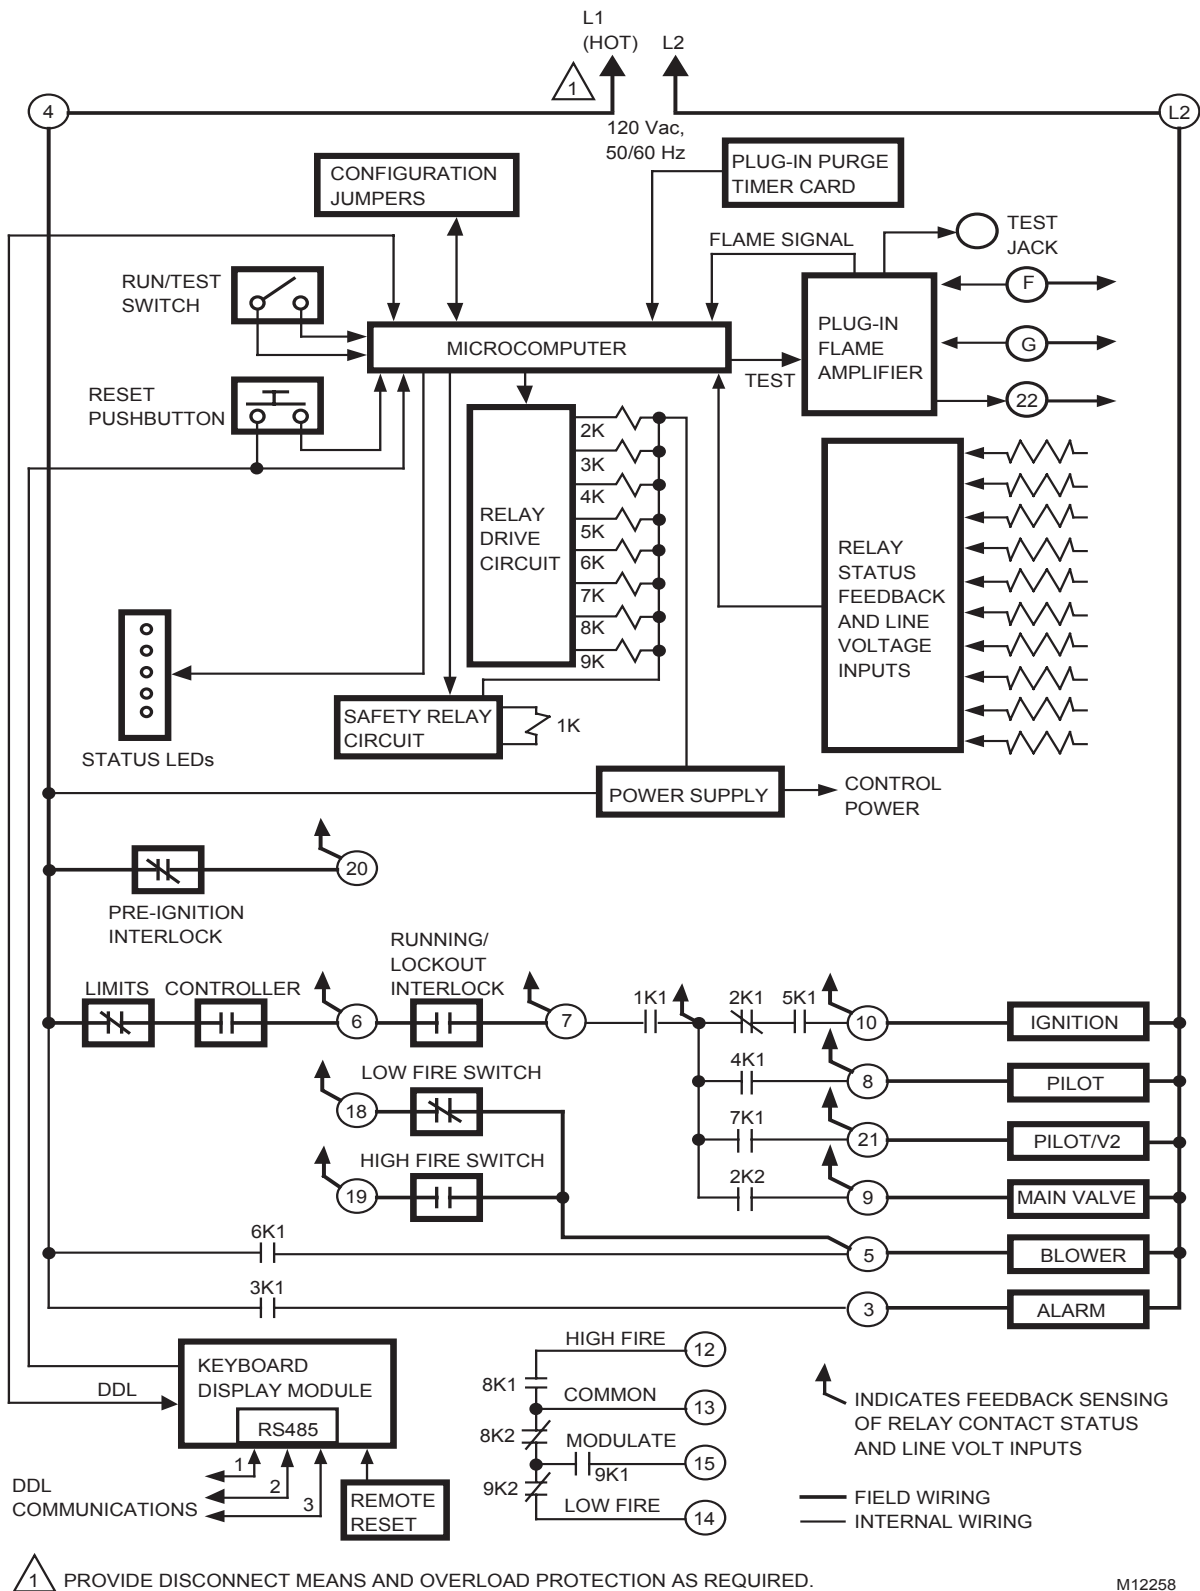 L1
(HOT)
L2
1
4
L2
120 Vac,
50/60 Hz
CONFIGURATION
JUMPERS
PLUG-IN PURGE
TIMER CARD
FLAME SIGNAL
TEST
JACK
RUN/TEST
SWITCH
F
PLUG-IN
FLAME
AMPLIFIER
MICROCOMPUTER
G
TEST
RESET
PUSHBUTTON
22
2K
3K
4K
5K
6K
7K
8K
9K
RELAY
DRIVE
CIRCUIT
RELAY
STATUS
FEEDBACK
AND LINE
VOLTAGE
INPUTS
STATUS LEDs
SAFETY RELAY
CIRCUIT
1K
POWER SUPPLY
CONTROL
POWER
20
PRE-IGNITION
INTERLOCK
RUNNING/
LOCKOUT
INTERLOCK
LIMITS
CONTROLLER
6
7
1K1
2K1
5K1
10
IGNITION
LOW FIRE SWITCH
18
4K1
8
PILOT
7K1
21
PILOT/V2
HIGH FIRE SWITCH
19
2K2
9
MAIN VALVE
6K1
5
BLOWER
3K1
3
ALARM
KEYBOARD
DISPLAY MODULE
RS485
DDL
1
2
3
DDL
COMMUNICATIONS
REMOTE
RESET
HIGH FIRE
12
8K1
COMMON
13
8K2
MODULATE
15
9K1
9K2
LOW FIRE
14
INDICATES FEEDBACK SENSING
OF RELAY CONTACT STATUS
AND LINE VOLT INPUTS
FIELD WIRING
INTERNAL WIRING
1 PROVIDE DISCONNECT MEANS AND OVERLOAD PROTECTION AS REQUIRED.
M12258